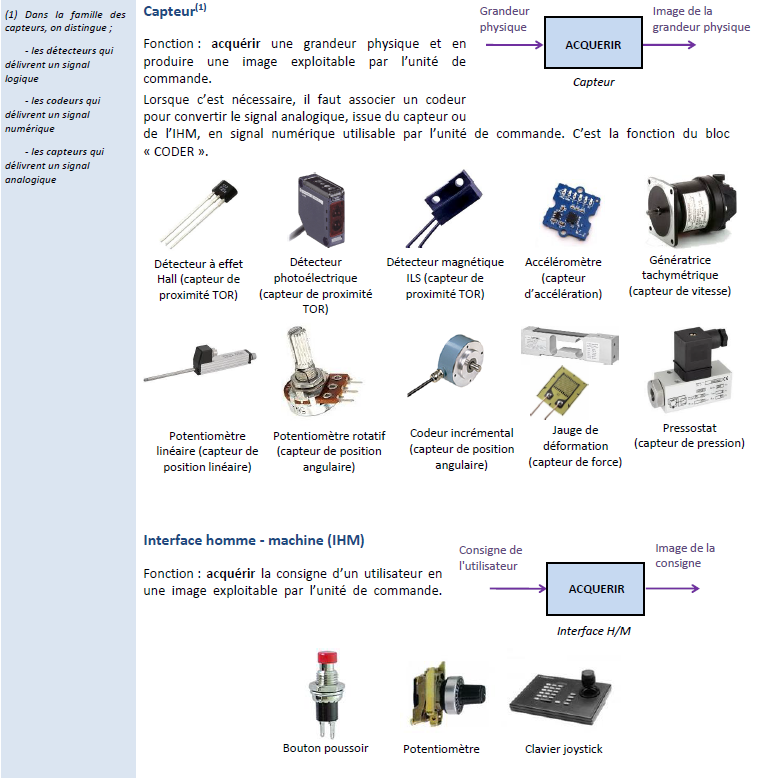 (1) Dans la famille des
capteurs, on distingue ;
- les détecteurs qui
délivrent un signal
logique
- les codeurs qui
délivrent un signal
numérique
- les capteurs qui
délivrent un signal
analogique
Capteur(1)
Fonction : acquérir une grandeur physique et en
produire une image exploitable par l’unité de
commande.
Grandeur
physique
ACQUERIR
Image de la
grandeur physique
Capteur
Lorsque c’est nécessaire, il faut associer un codeur
pour convertir le signal analogique, issue du capteur ou
de l’IHM, en signal numérique utilisable par l’unité de commande. C’est la fonction du bloc
« CODER ».
Détecteur à effet
Hall (capteur de
proximité TOR)
Détecteur
photoélectrique
(capteur de proximité
TOR)
Détecteur magnétique
ILS (capteur de
proximité TOR)
Accéléromètre
(capteur
d’accélération)
Génératrice
tachymétrique
(capteur de vitesse)
Potentiomètre
linéaire (capteur de
position linéaire)
Potentiomètre rotatif
(capteur de position
angulaire)
Codeur incrémental
(capteur de position
angulaire)
Jauge de
déformation
(capteur de force)
Pressostat
(capteur de pression)
Interface homme - machine (IHM)
Fonction : acquérir la consigne d’un utilisateur en
une image exploitable par l’unité de commande.
Consigne de
l'utilisateur
ACQUERIR
Image de la
consigne
Interface H/M
Bouton poussoir
Potentiomètre
Clavier joystick